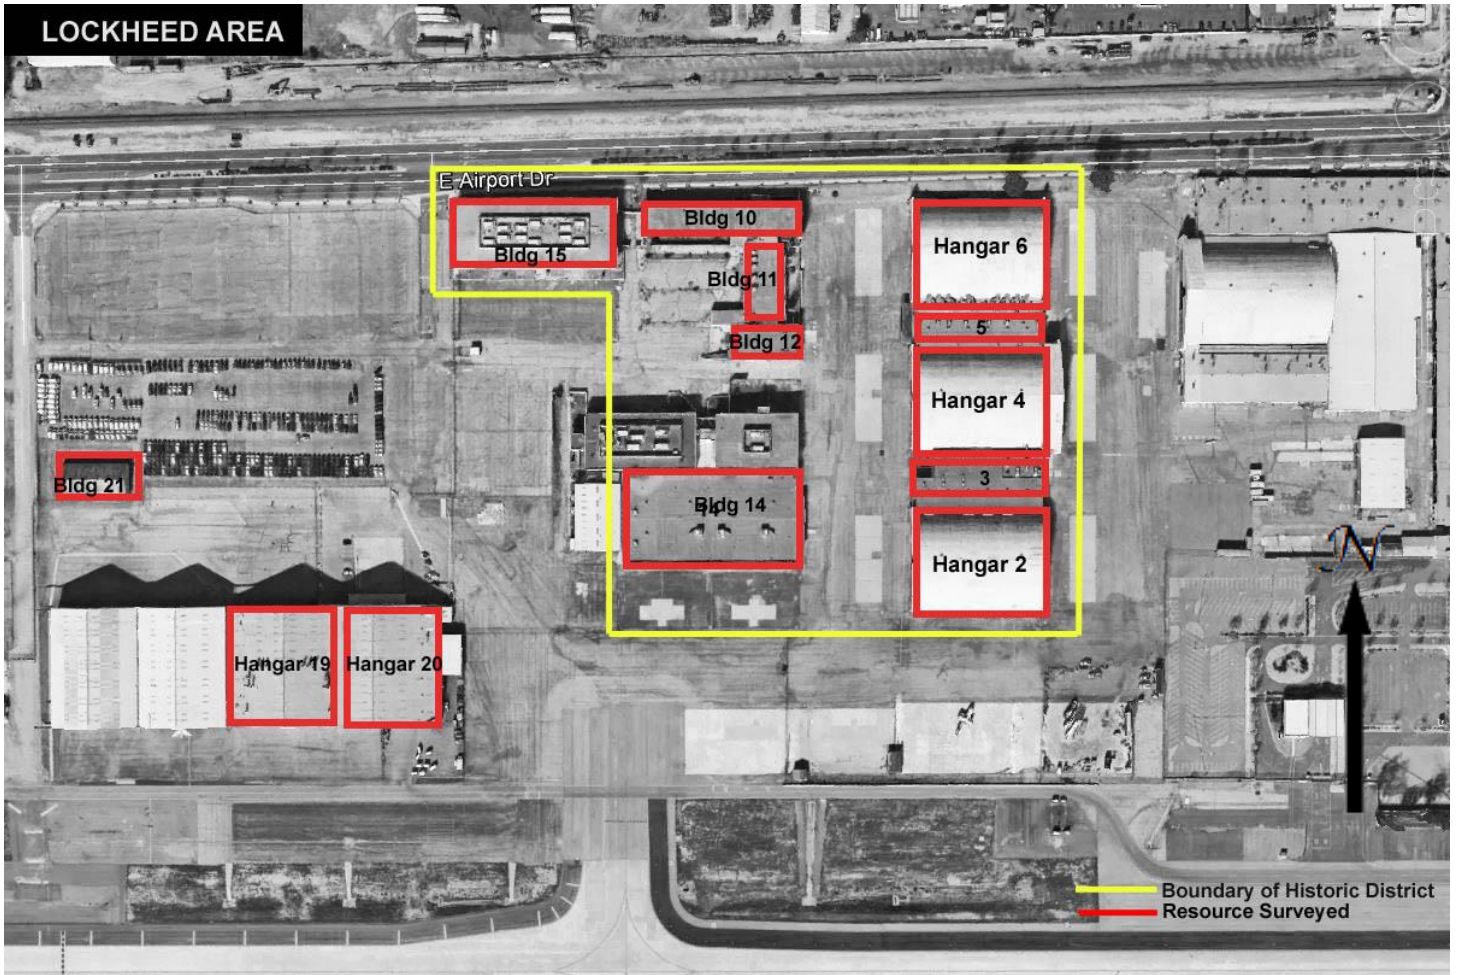 LOCKHEED AREA
E Airport Dr
Bldg 10
Bldg 15
Hangar 6
Bldg 11
5
Bldg 12
Hangar 4
3
Bldg 21
Bldg 14
14
Hangar 2
N
Hangar 19
Hangar 20
Boundary of Historic District
Resource Surveyed